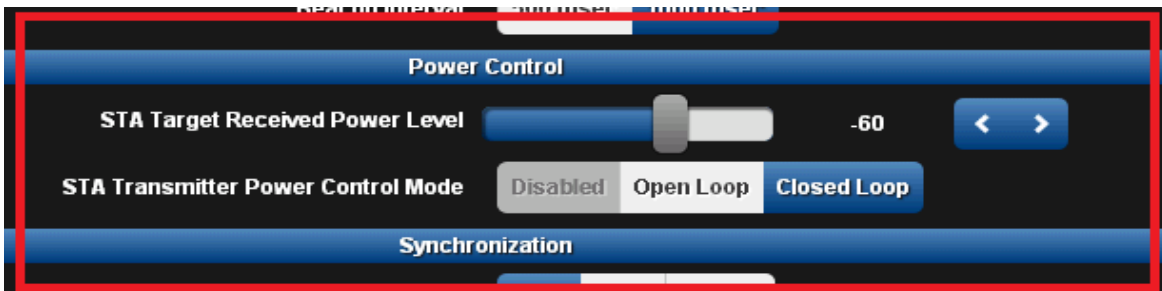 Power Control
STA Target Received Power Level -60
STA Transmitter Power Control Mode Disabled Open Loop Closed Loop
Synchronization